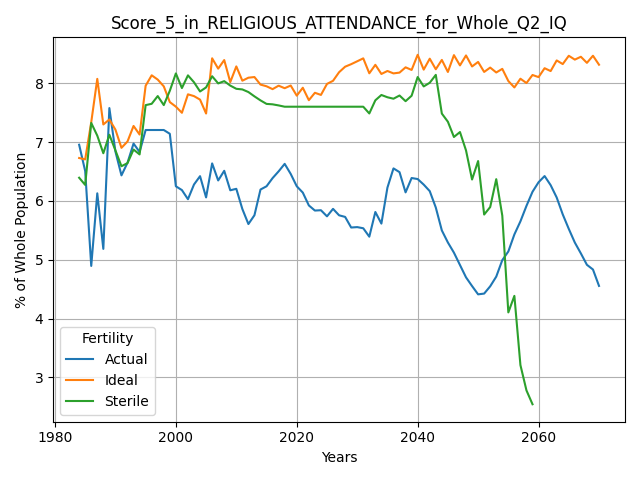 Score_5_in_RELIGIOUS_ATTENDANCE_for_Whole_Q2_IQ
% of Whole Population
8
7
6
5
4
3
Fertility
Actual
Ideal
Sterile
1980
2000
2020
2040
2060
Years